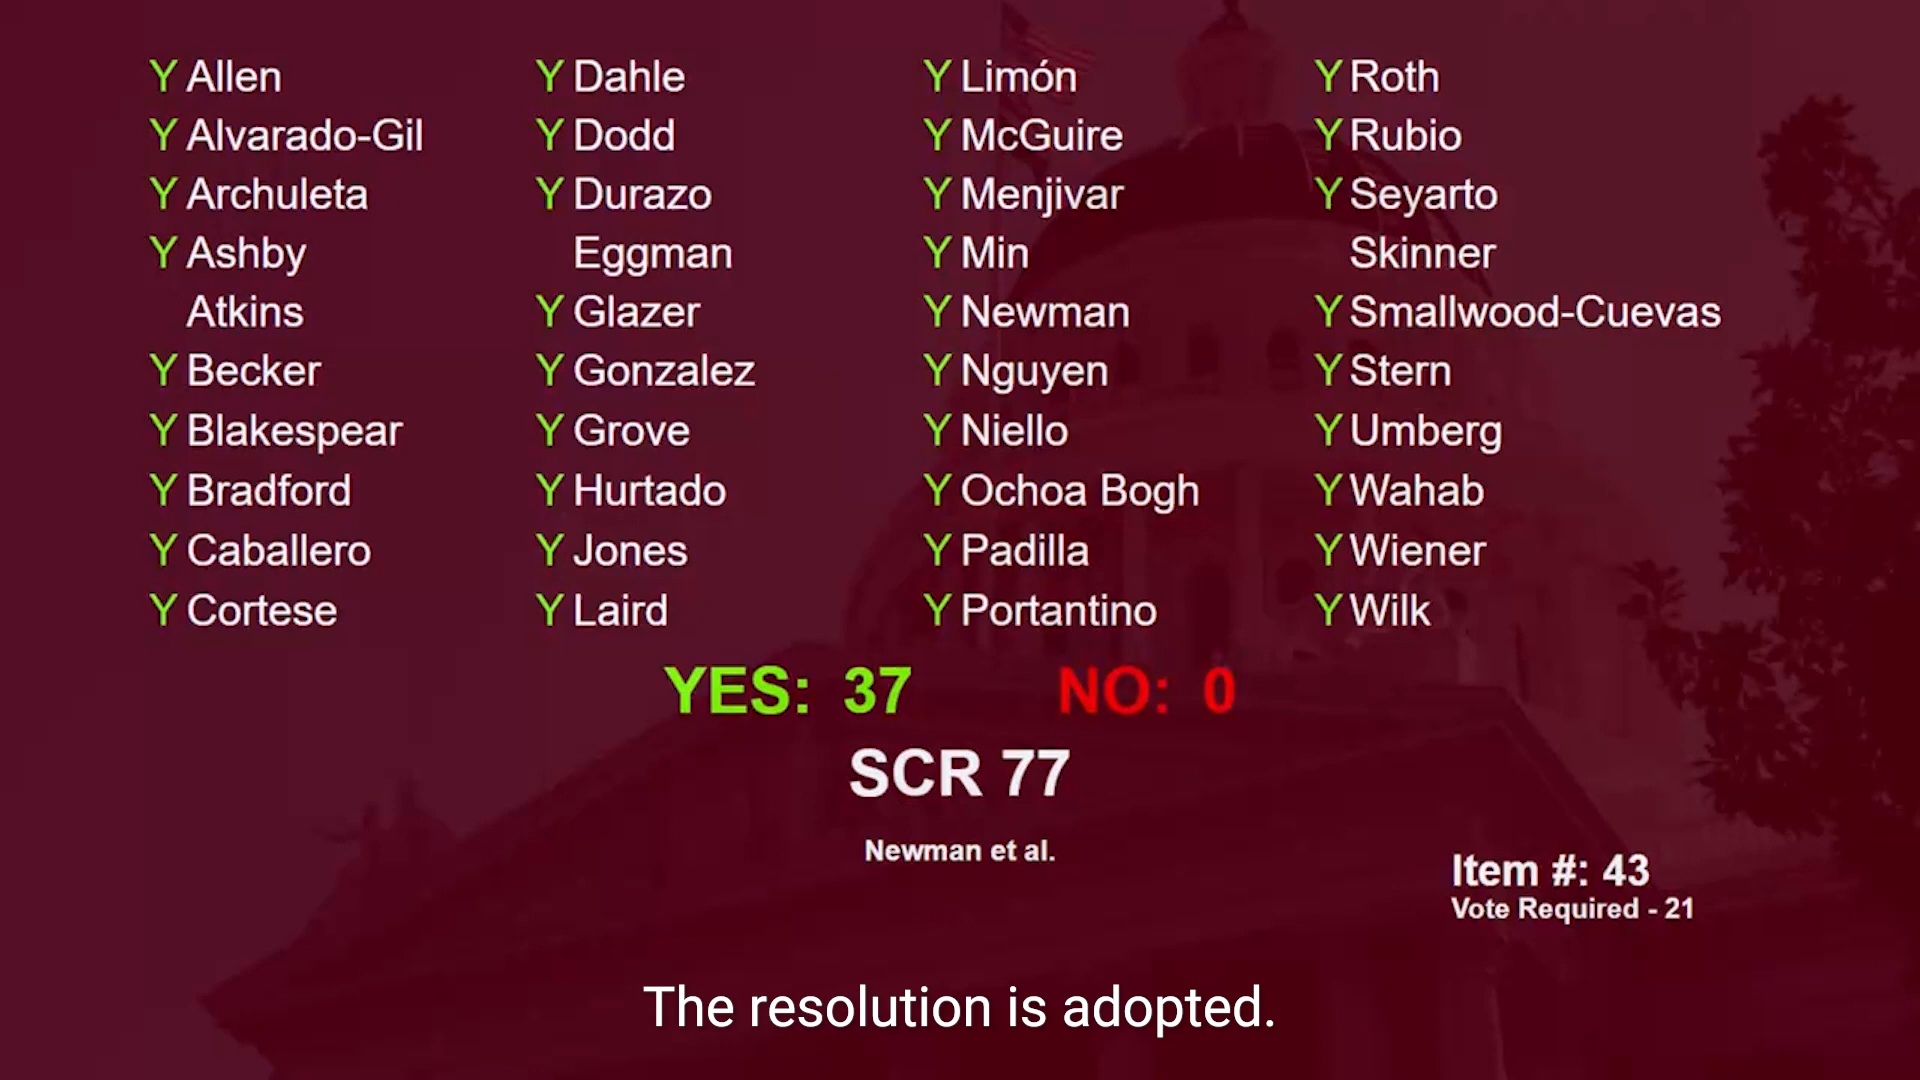 Y Allen Y Dahle Y Limón Y Roth
Y Alvarado-Gil Y Dodd Y McGuire Y Rubio
Y Archuleta Y Durazo Y Menjivar Y Seyarto
Y Ashby Eggman Y Min Skinner
Atkins Y Glazer Y Newman Y Smallwood-Cuevas
Y Becker Y Gonzalez Y Nguyen Y Stern
Y Blakespear Y Grove Y Niello Y Umberg
Y Bradford Y Hurtado Y Ochoa Bogh Y Wahab
Y Caballero Y Jones Y Padilla Y Wiener
Y Cortese Y Laird Y Portantino Y Wilk
YES: 37 NO: 0
SCR 77
Newman et al.
Item #: 43
Vote Required - 21
The resolution is adopted.